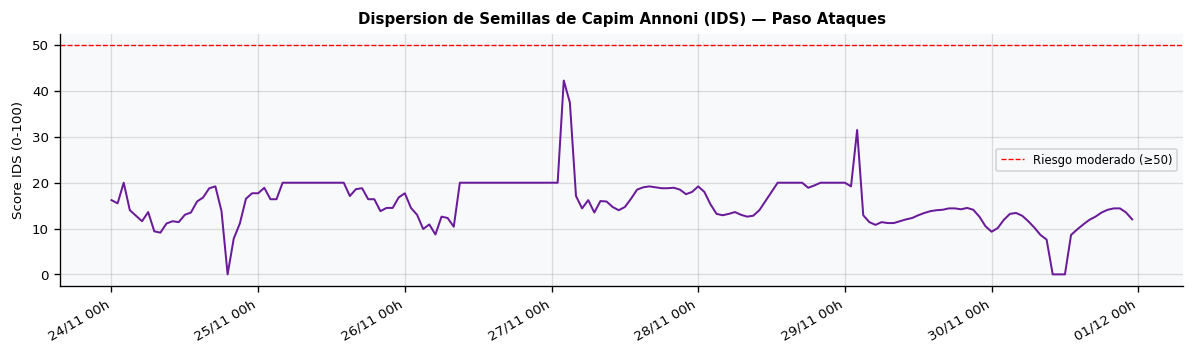 Dispersion de Semillas de Capim Annoni (IDS) — Paso Ataques
Score IDS (0-100)
50
40
30
20
10
0
Riesgo moderado (≥50)
24/11 00h
25/11 00h
26/11 00h
27/11 00h
28/11 00h
29/11 00h
30/11 00h
01/12 00h